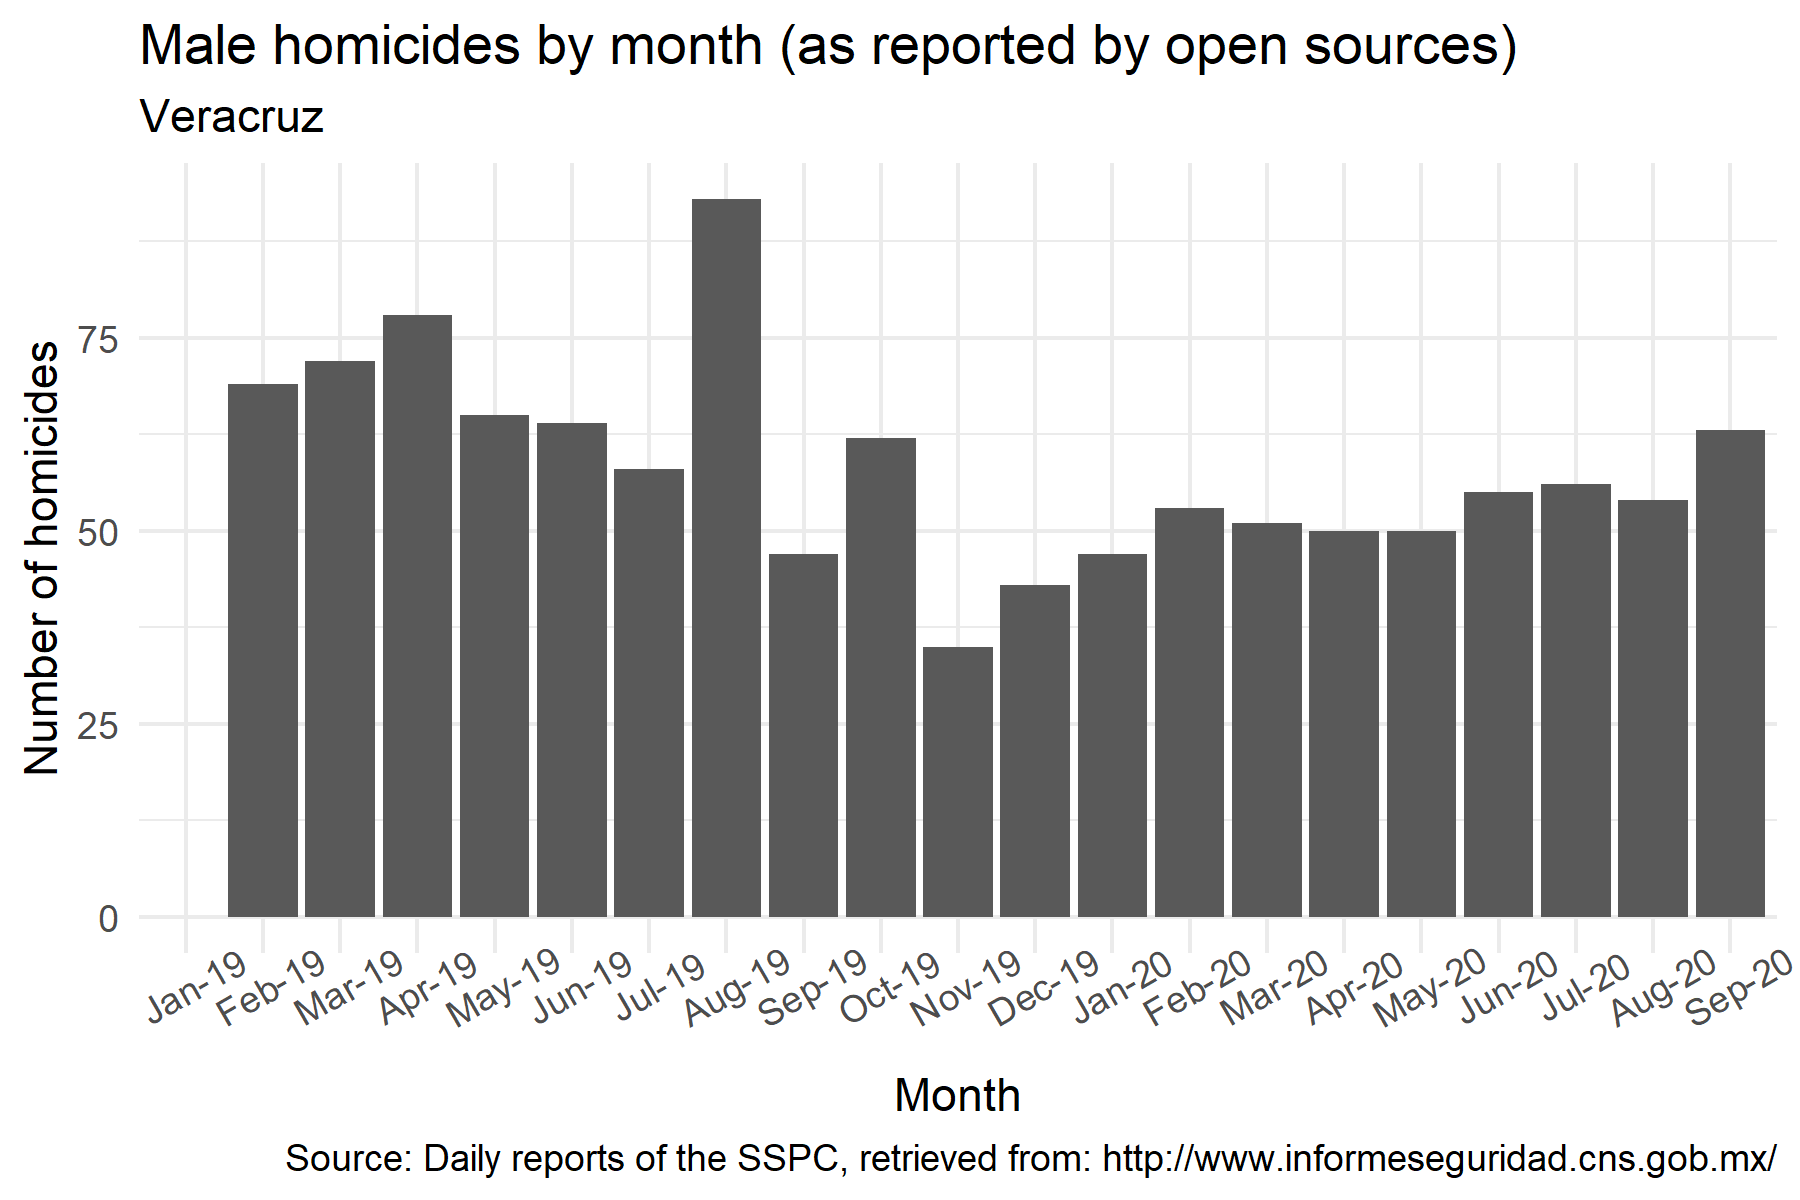 Male homicides by month (as reported by open sources)
Veracruz
Number of homicides
75
50
25
0
Jan-19
Feb-19
Mar-19
Apr-19
May-19
Jun-19
Jul-19
Aug-19
Sep-19
Oct-19
Nov-19
Dec-19
Jan-20
Feb-20
Mar-20
Apr-20
May-20
Jun-20
Jul-20
Aug-20
Sep-20
Month
Source: Daily reports of the SSPC, retrieved from: http://www.informeseguridad.cns.gob.mx/